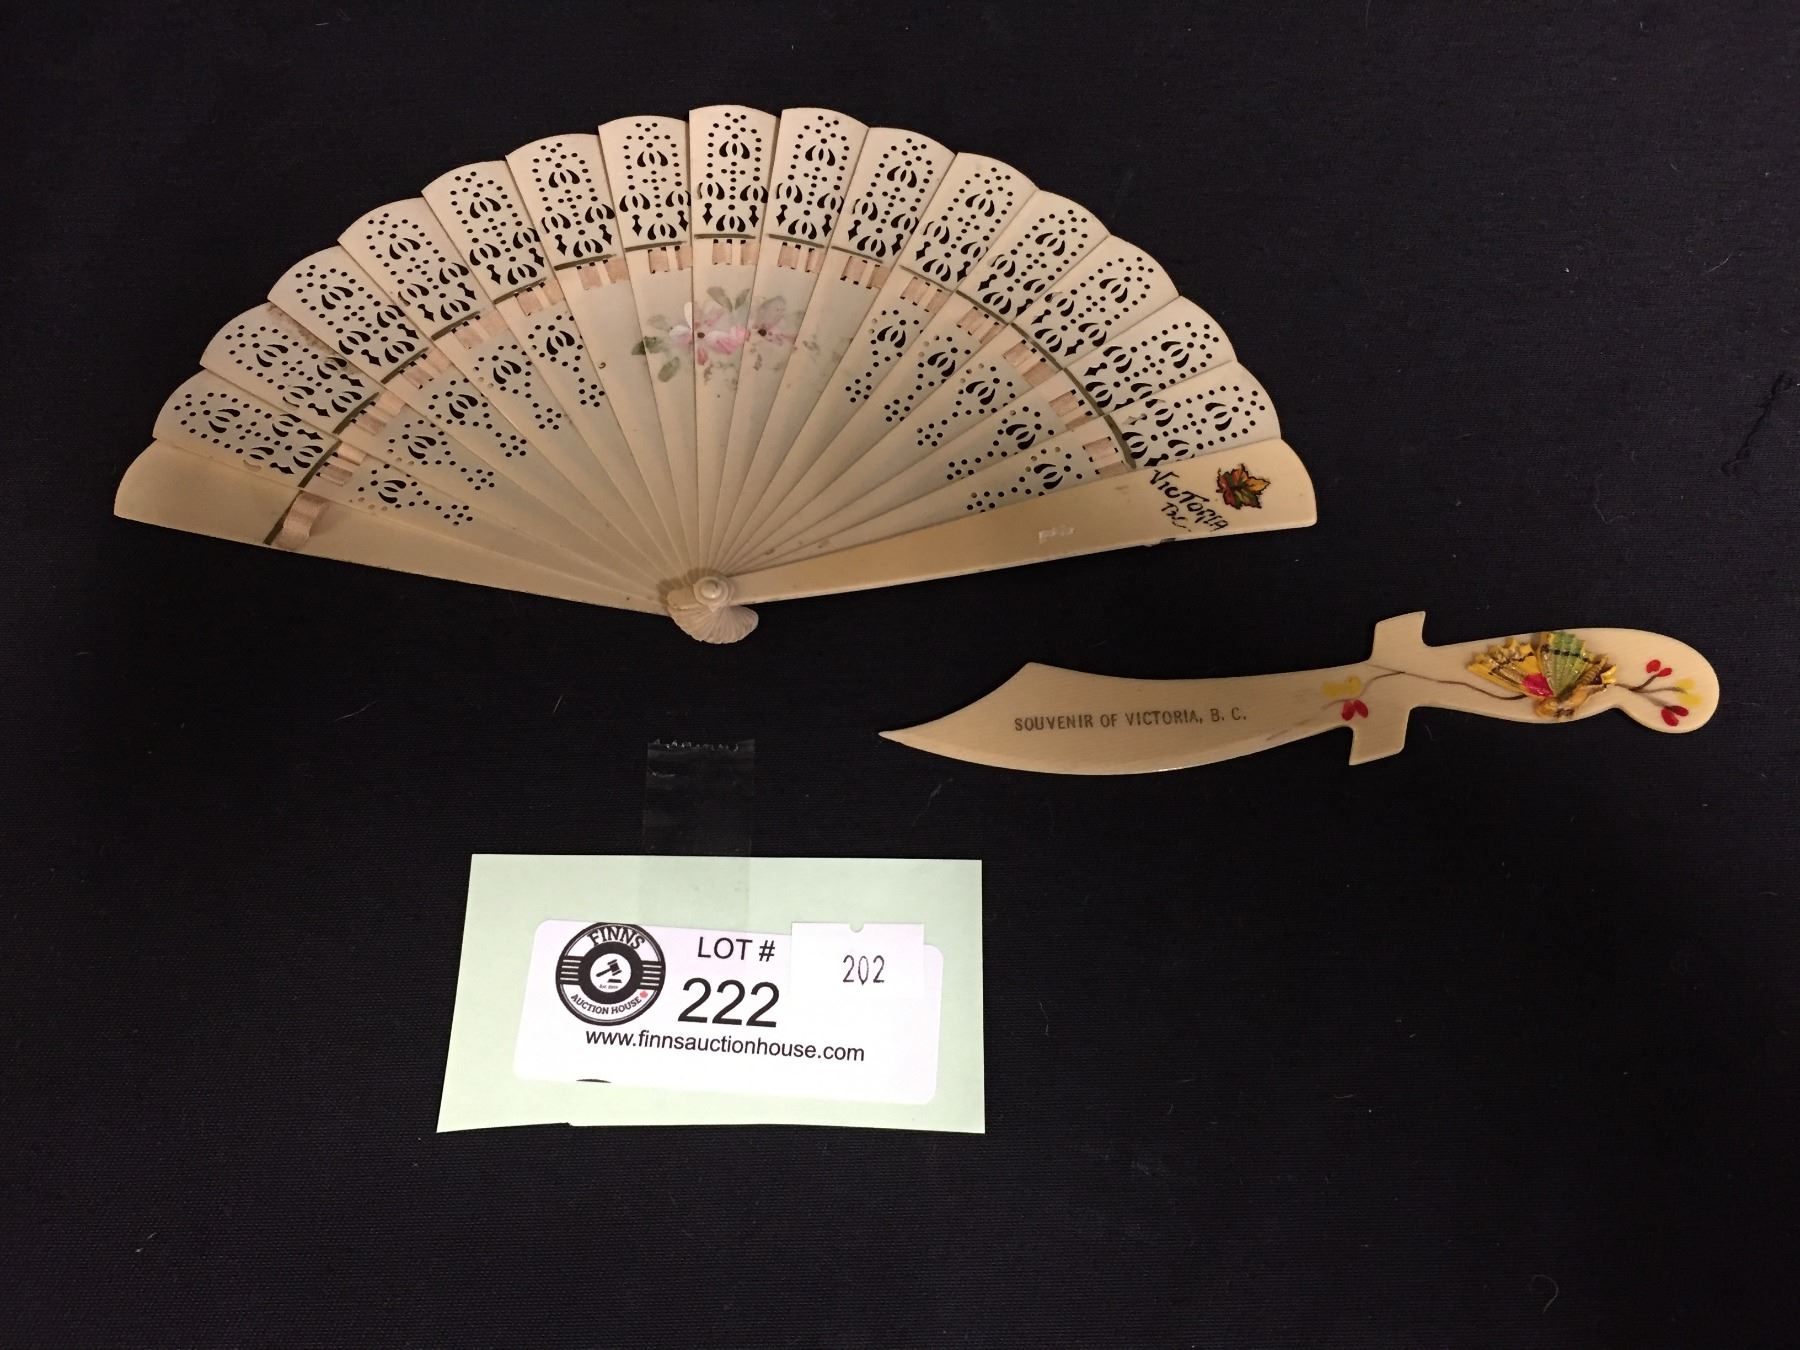 VICTORIA
B.C.
SOUVENIR OF VICTORIA, B. C.
FINNS
AUCTION HOUSE
LOT #
222
202
www.finnsauctionhouse.com